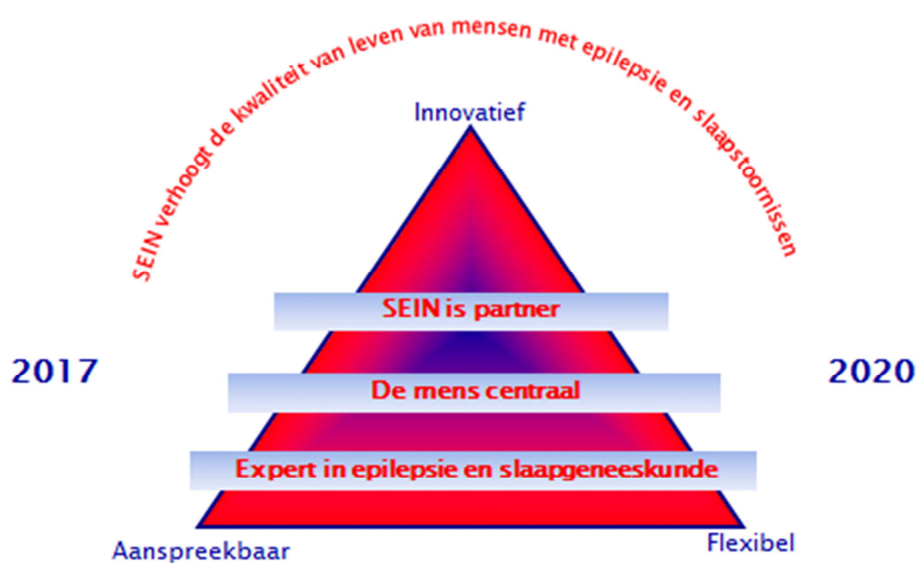 SEIN verhoogt de kwaliteit van leven van mensen met epilepsie en slaapstoornissen
Innovatief
SEIN is partner
2017
2020
De mens centraal
Expert in epilepsie en slaapgeneeskunde
Aanspreekbaar
Flexibel